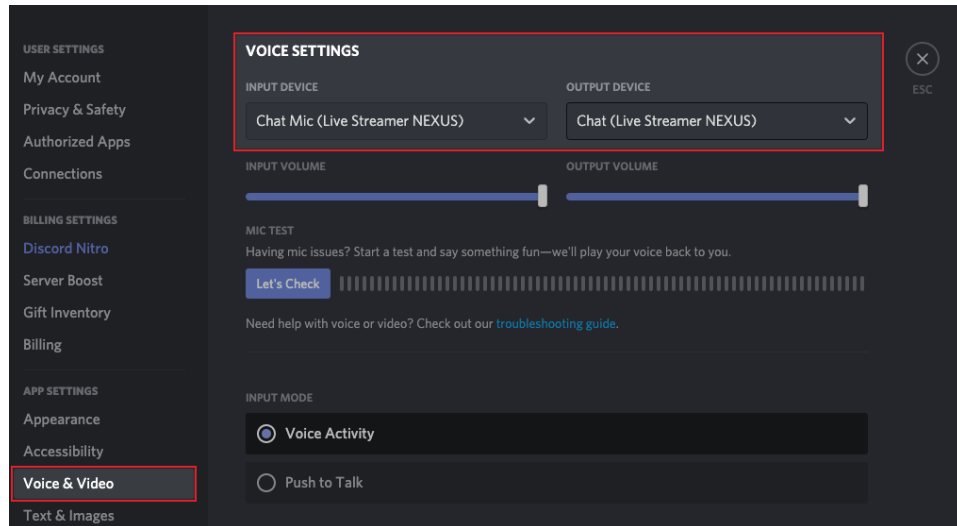 USER SETTINGS
My Account
Privacy & Safety
Authorized Apps
Connections
BILLING SETTINGS
Discord Nitro
Server Boost
Gift Inventory
Billing
APP SETTINGS
Appearance
Accessibility
Voice & Video
Text & Images
VOICE SETTINGS
INPUT DEVICE
Chat Mic (Live Streamer NEXUS)
OUTPUT DEVICE
Chat (Live Streamer NEXUS)
INPUT VOLUME
OUTPUT VOLUME
MIC TEST
Having mic issues? Start a test and say something fun—we'll play your voice back to you.
Let's Check
Need help with voice or video? Check out our troubleshooting guide.
INPUT MODE
Voice Activity
Push to Talk
ESC